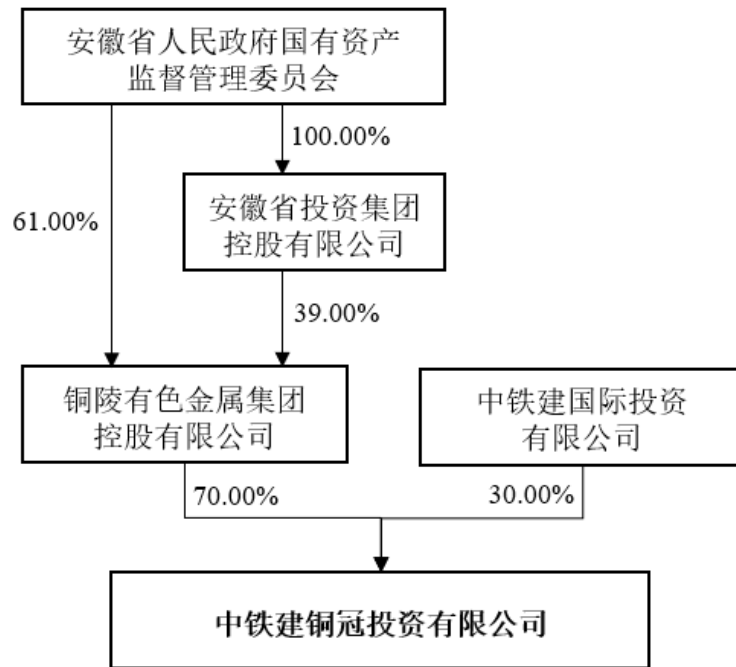 安徽省人民政府国有资产
监督管理委员会
100.00%
61.00%
安徽省投资集团
控股有限公司
39.00%
铜陵有色金属集团
控股有限公司
中铁建国际投资
有限公司
70.00%
30.00%
中铁建铜冠投资有限公司